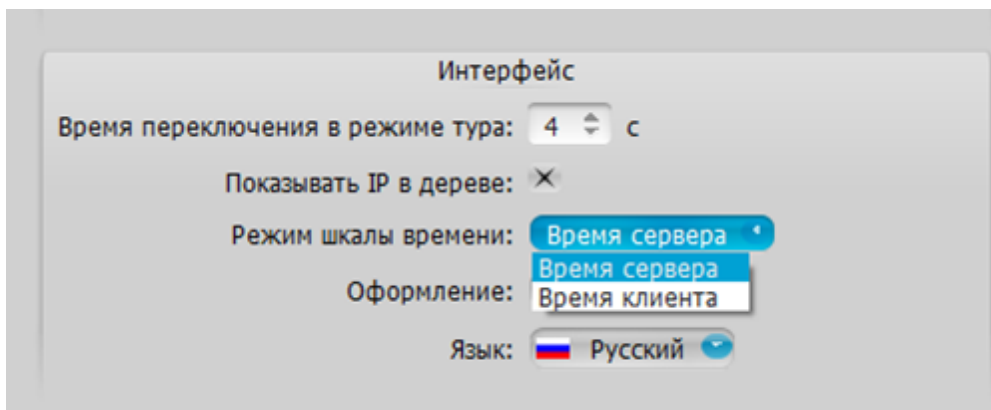 Интерфейс
Время переключения в режиме тура: 4 с
Показывать IP в дереве:
Режим шкалы времени: Время сервера
Время сервера
Оформление: Время клиента
Язык: Русский